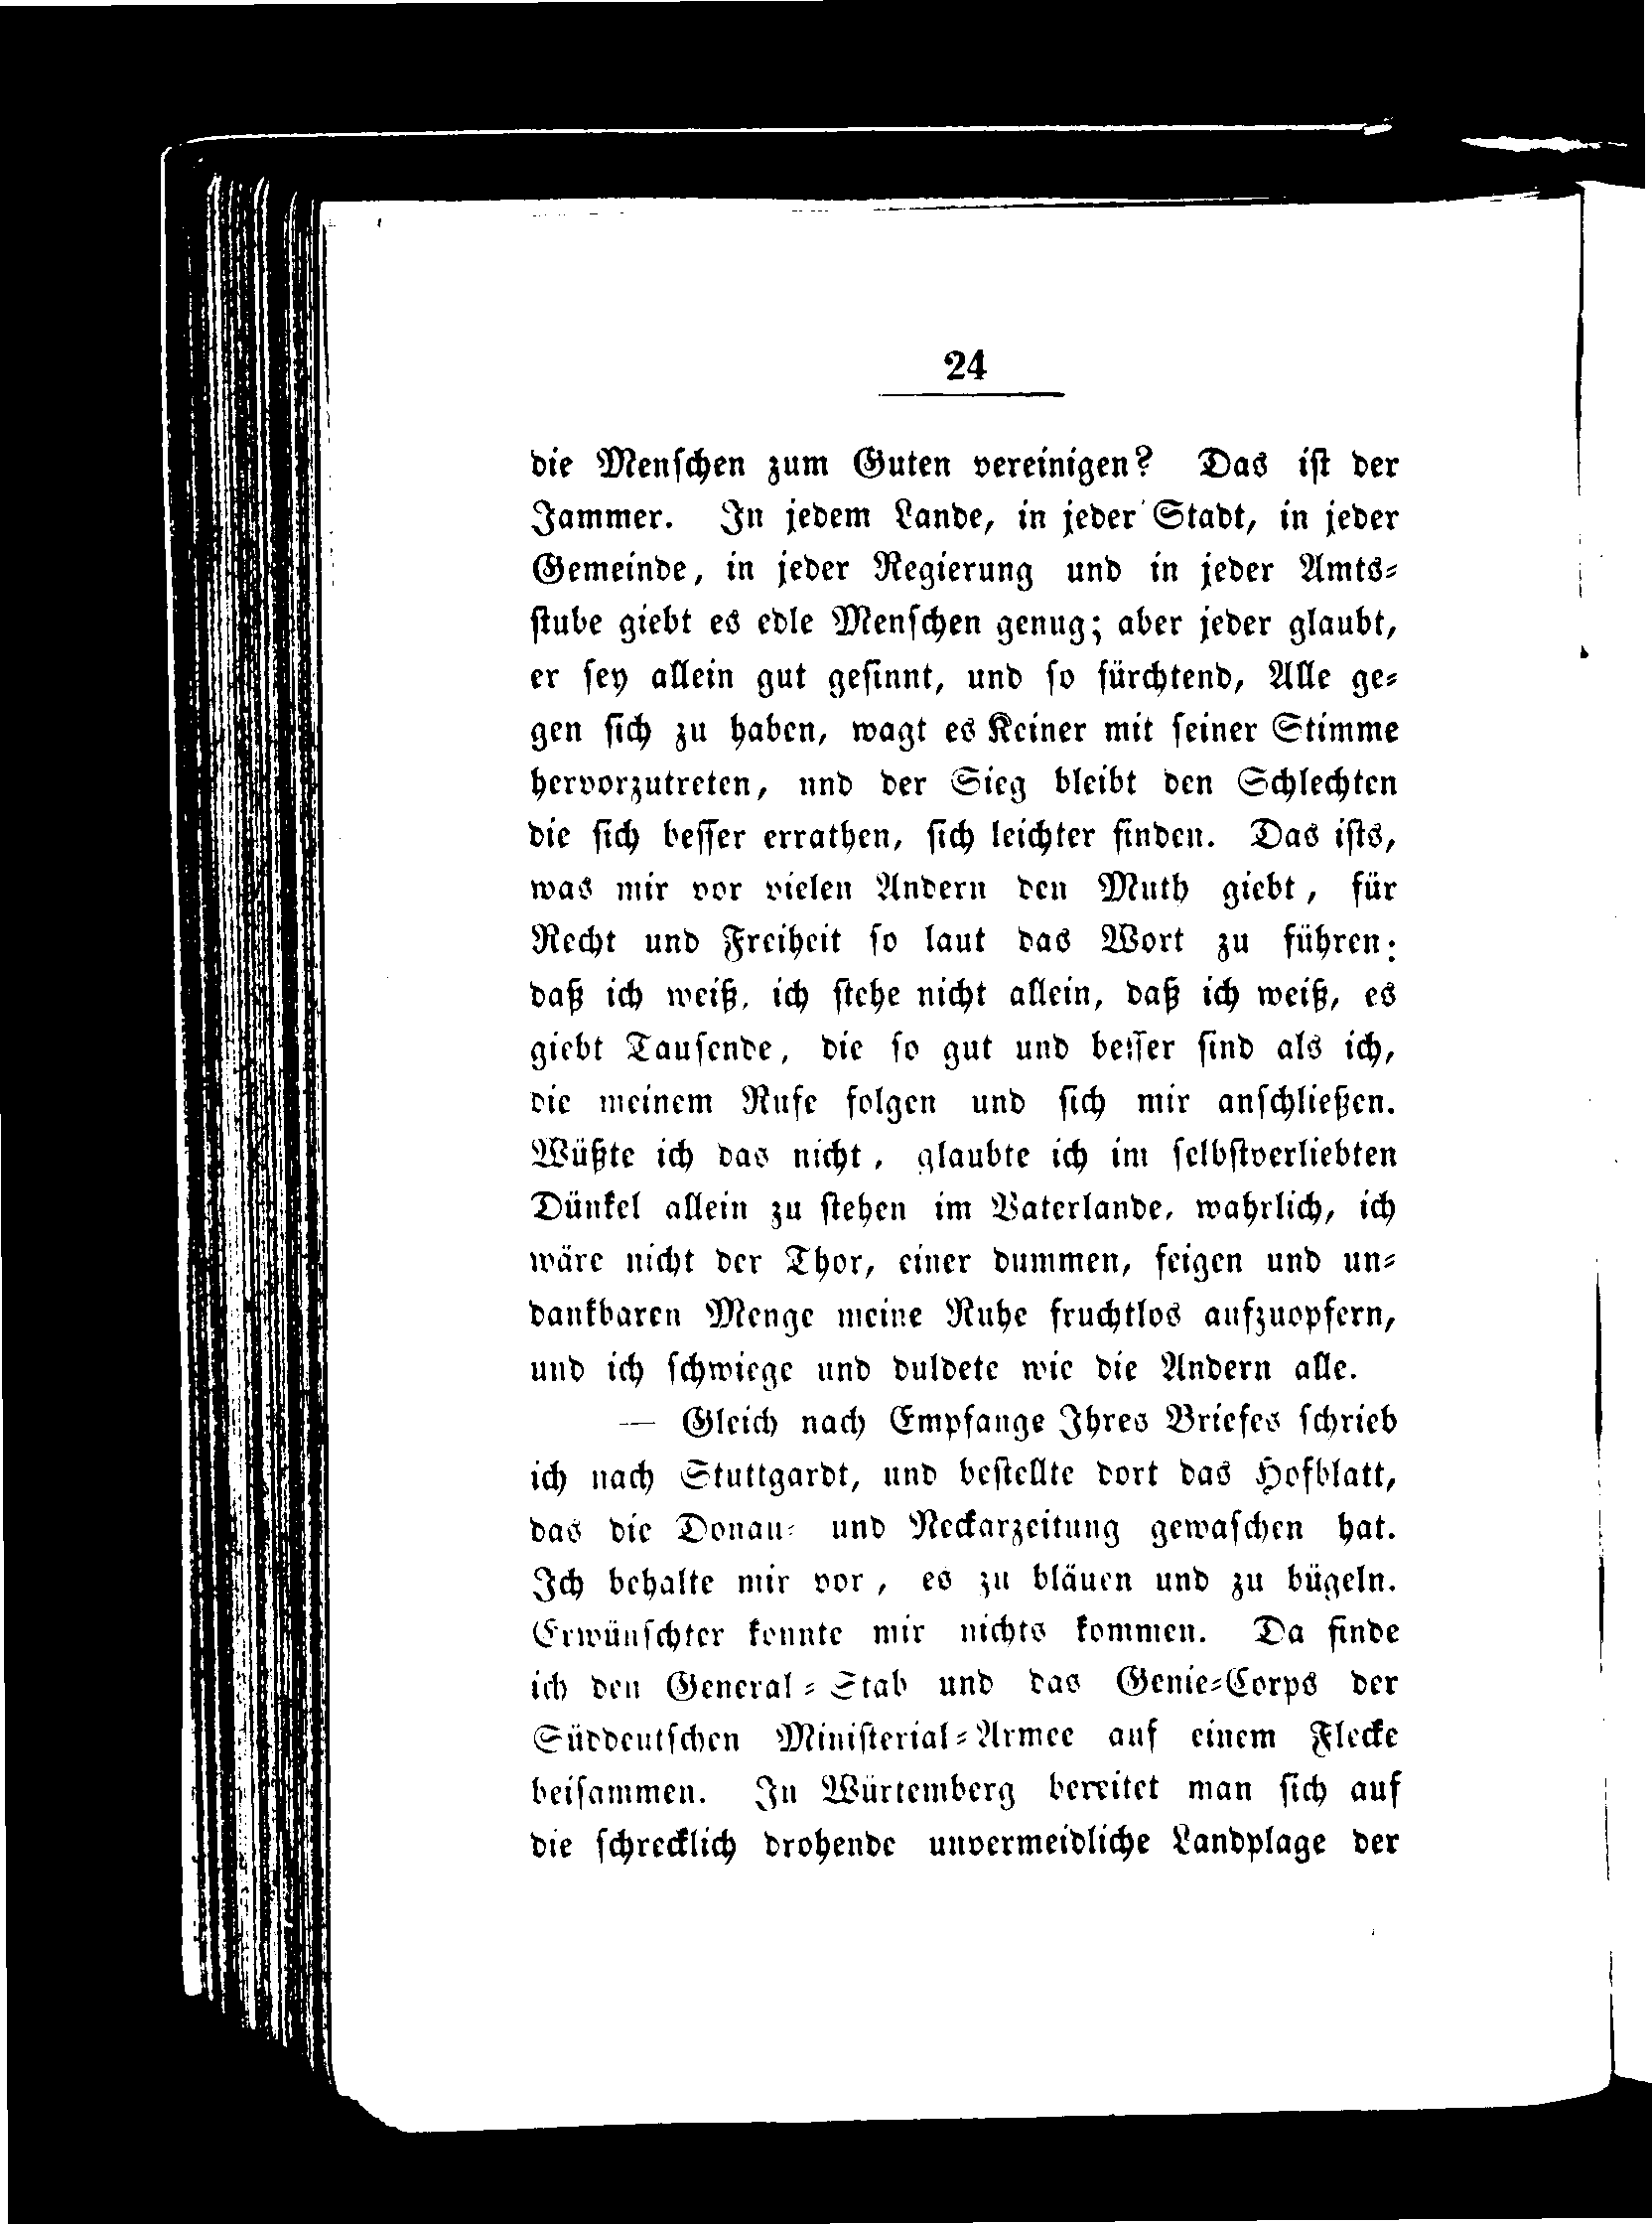 24
die Menſchen zum Guten vereinigen? Das iſt der
Jammer. In jedem Lande, in jeder Stadt, in jeder
Gemeinde, in jeder Regierung und in jeder Amts⸗
ſtube giebt es edle Menſchen genug; aber jeder glaubt,
er ſey allein gut geſinnt, und ſo fürchtend, Alle ge⸗
gen ſich zu haben, wagt es Keiner mit ſeiner Stimme
hervorzutreten, und der Sieg bleibt den Schlechten
die ſich beſſer errathen, ſich leichter finden. Das iſts,
was mir vor vielen Andern den Muth giebt, für
Recht und Freiheit ſo laut das Wort zu führen:
daß ich weiß, ich ſtehe nicht allein, daß ich weiß, es
giebt Tauſende, die ſo gut und beſſer ſind als ich,
die meinem Rufe folgen und ſich mir anſchließen.
Wüßte ich das nicht, glaubte ich im ſelbſtverliebten
Dünkel allein zu ſtehen im Vaterlande, wahrlich, ich
wäre nicht der Thor, einer dummen, feigen und un⸗
dankbaren Menge meine Ruhe fruchtlos aufzuopfern,
und ich ſchwiege und duldete wie die Andern alle.
— Gleich nach Empfange Ihres Briefes ſchrieb
ich nach Stuttgardt, und beſtellte dort das Hofblatt,
das die Donau⸗ und Neckarzeitung gewaſchen hat.
Ich behalte mir vor, es zu bläuen und zu bügeln.
Erwünſchter konnte mir nichts kommen. Da finde
ich den General⸗Stab und das Genie⸗Corps der
Süddeutſchen Miniſterial⸗Armee auf einem Flecke
beiſammen. In Würtemberg bereitet man ſich auf
die ſchrecklich drohende unvermeidliche Landplage der